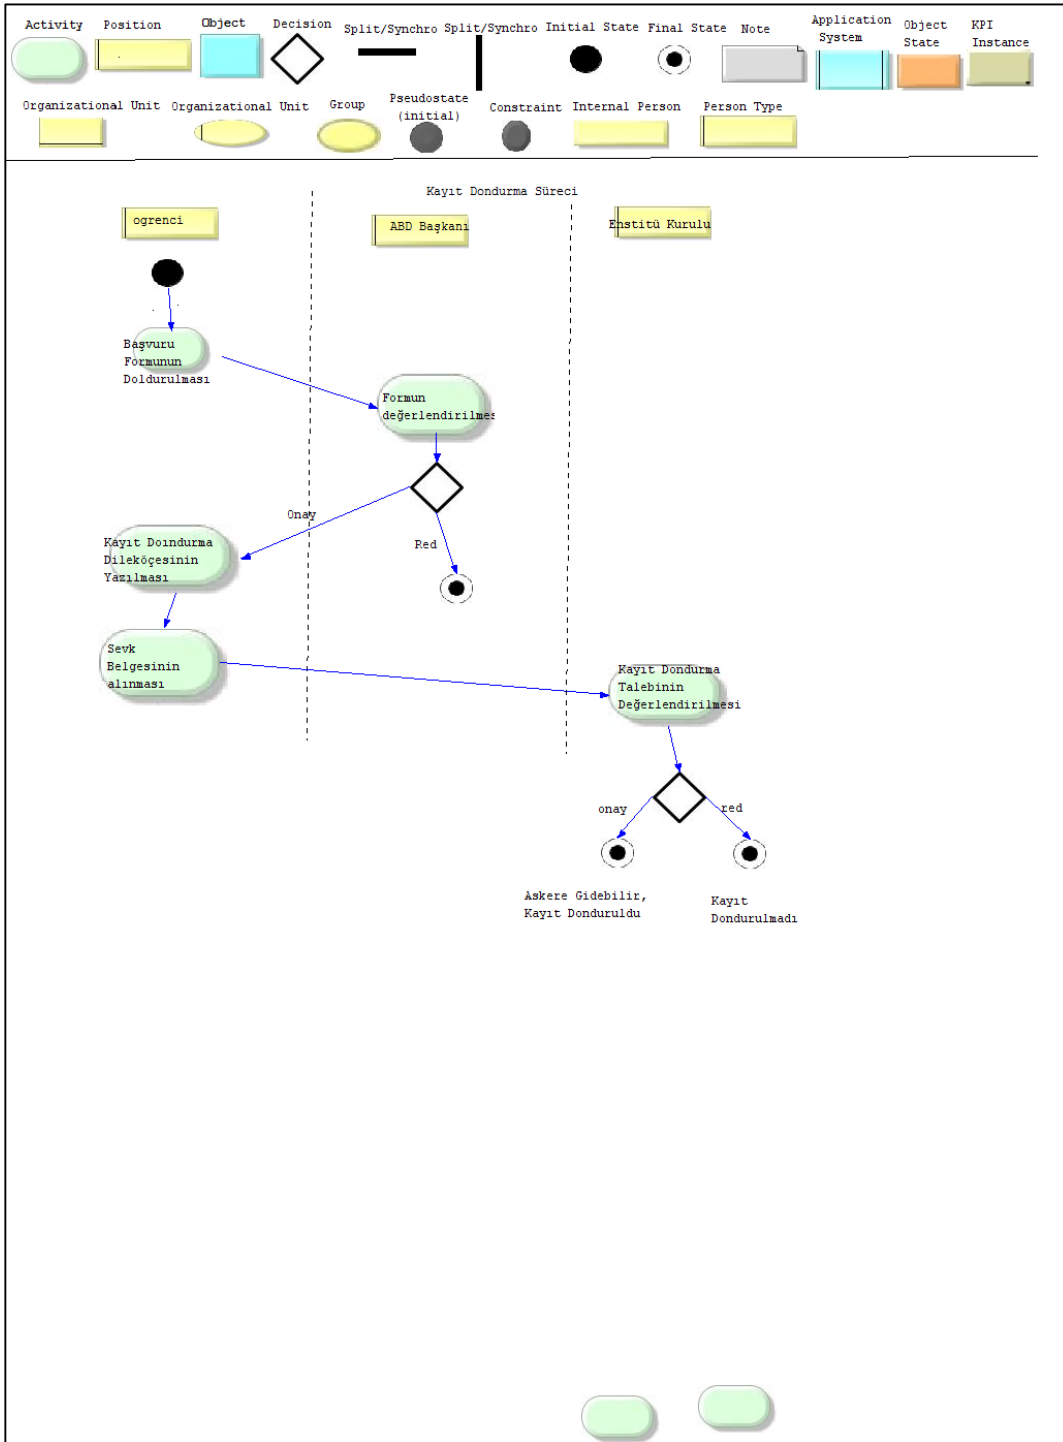 Activity
Position
Object
Decision
Split/Synchro
Split/Synchro
Initial State
Final State
Note
Application
System
Object
State
KPI
Instance
Organizational Unit
Organizational Unit
Group
Pseudostate
(initial)
Constraint
Internal Person
Person Type
Kayıt Dondurma Süreci
ogrenci
ABD Başkanı
Enstitü Kurulu
Başvuru
Formunun
Doldurulması
Formun
değerlendirilmes
Onay
Red
Kayıt Doındurma
Dileköçesinin
Yazılması
Sevk
Belgesinin
alınması
Kayıt Dondurma
Talebinin
Değerlendirilmesi
onay
red
Askere Gidebilir,
Kayıt Donduruldu
Kayıt
Dondurulmadı